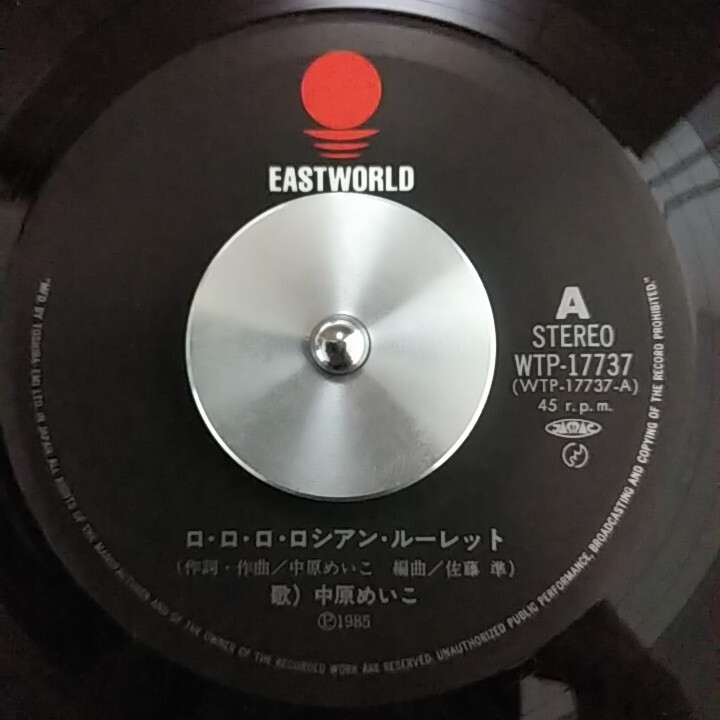 EASTWORLD
A
STEREO
WTP-17737
(WTP-17737-A)
45 r.p.m.
JAMAC
ロ・ロ・ロ・ロシアン・ルーレット
(作詞・作曲/中原めいこ 編曲/佐藤 準)
歌) 中原めいこ
Ⓟ1985
"MF'D. BY TOSHIBA-EMI LTD. IN JAPAN ALL RIGHTS OF THE MANUFACTURER AND OF THE OWNER OF THE RECORDED WORK ARE RESERVED. UNAUTHORIZED PUBLIC PERFORMANCE, BROADCASTING AND COPYING OF THE RECORD PROHIBITED."